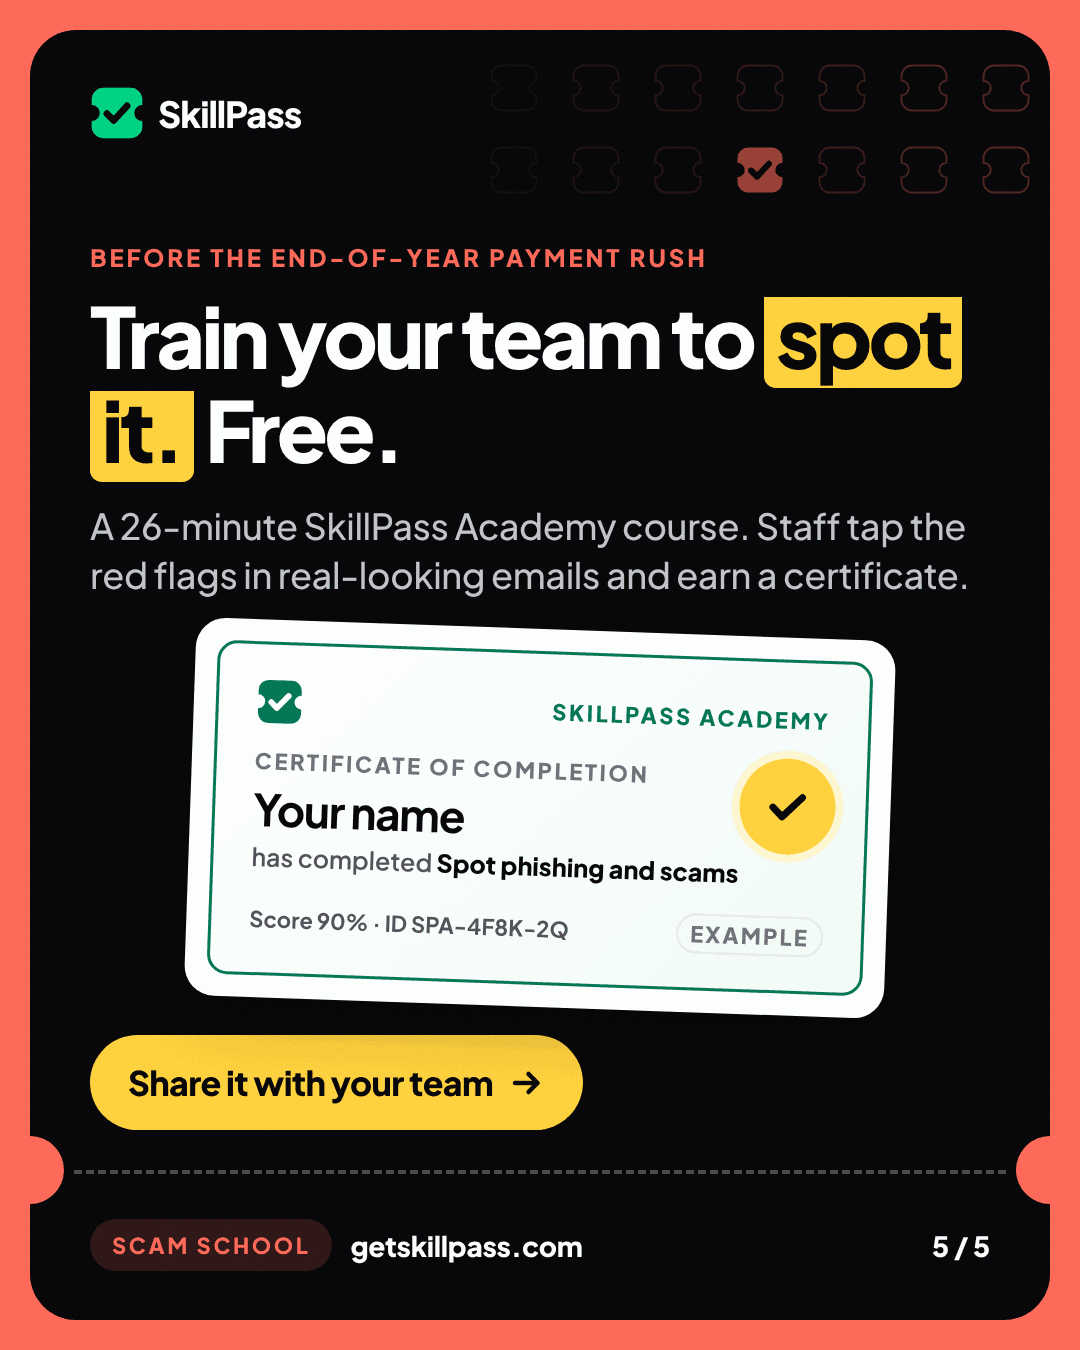 SkillPass
BEFORE THE END-OF-YEAR PAYMENT RUSH
Train your team to spot
it. Free.
A 26-minute SkillPass Academy course. Staff tap the
red flags in real-looking emails and earn a certificate.
SKILLPASS ACADEMY
CERTIFICATE OF COMPLETION
Your name
has completed Spot phishing and scams
Score 90% · ID SPA-4F8K-2Q
EXAMPLE
Share it with your team →
SCAM SCHOOL
getskillpass.com
5 / 5